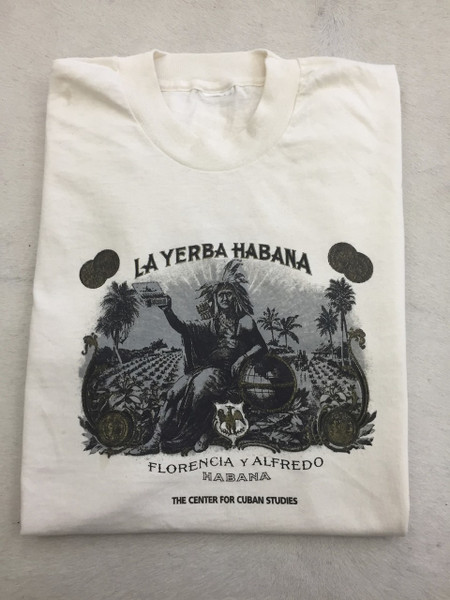 LA YERBA HABANA
FLORENCIA Y ALFREDO
HABANA
THE CENTER FOR CUBAN STUDIES